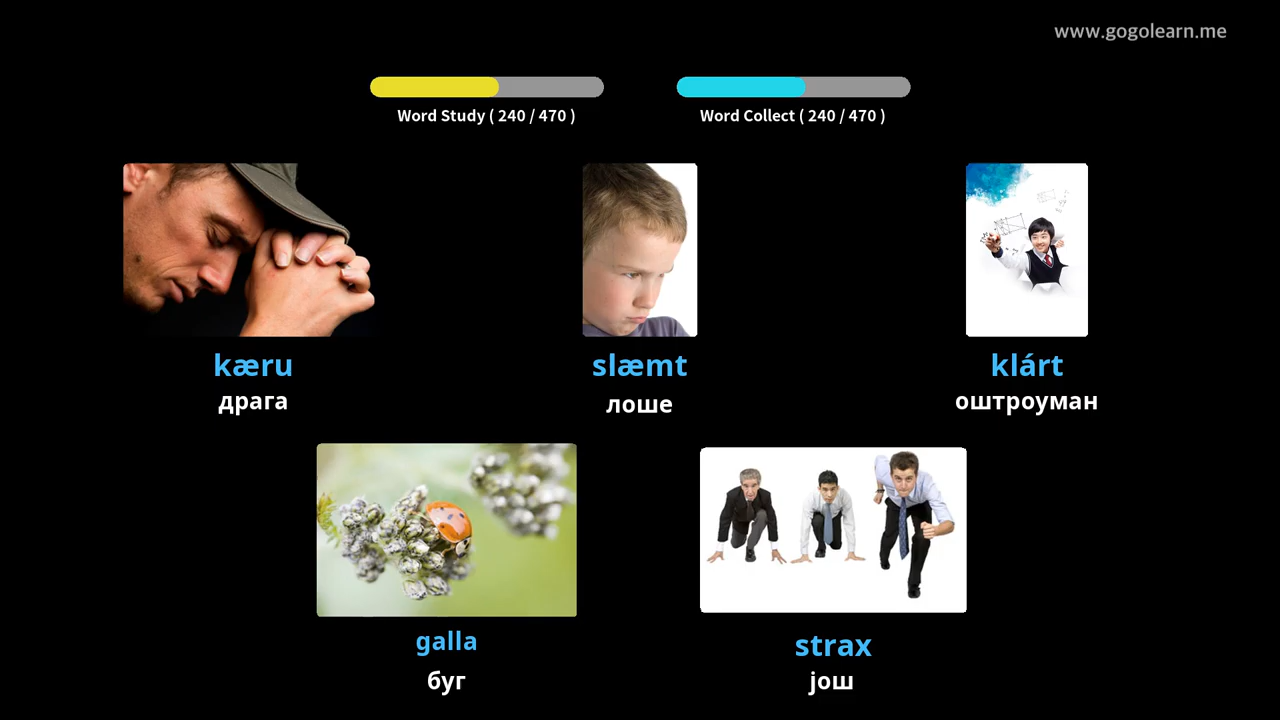 www.gogolearn.me
Word Study ( 240 / 470 )
Word Collect ( 240 / 470 )
kæru
драга
slæmt
лоше
klárt
оштроуман
galla
буг
strax
још